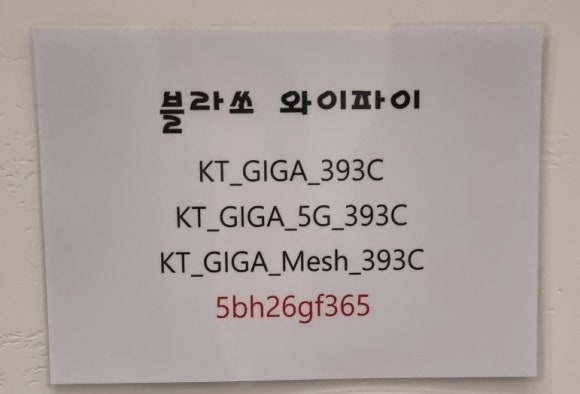 블라쏘 와이파이
KT_GIGA_393C
KT_GIGA_5G_393C
KT_GIGA_Mesh_393C
5bh26gf365